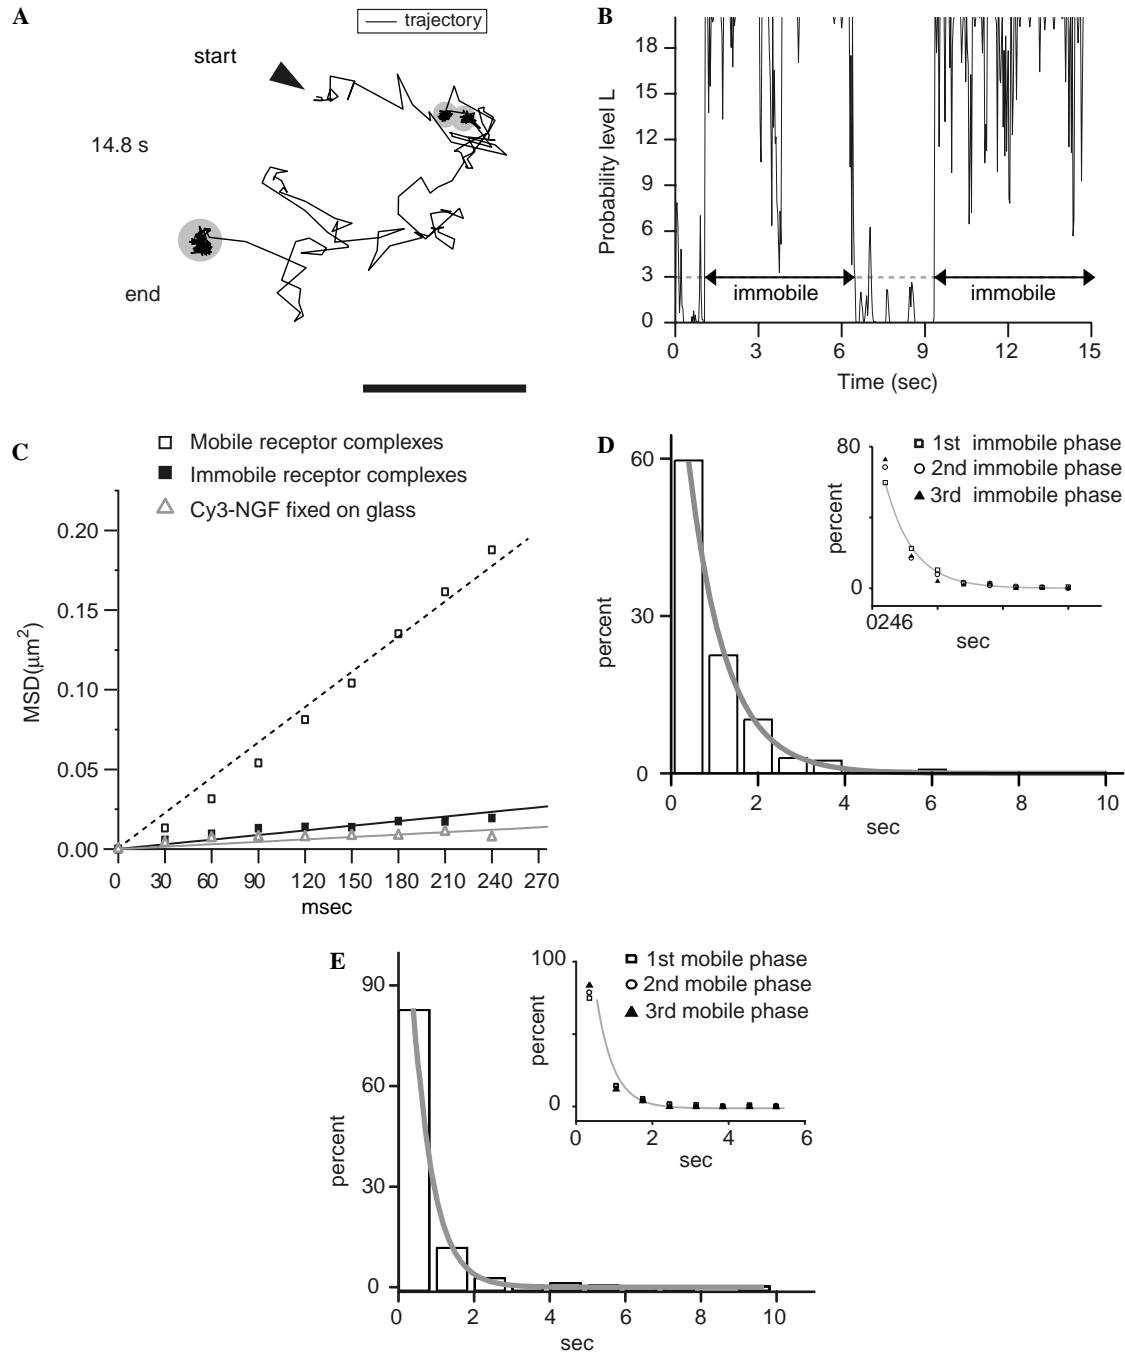 A
trajectory
start
14.8 s
end
B
Probability level L
18
15
12
9
6
3
0
immobile
immobile
0 3 6 9 12 15
Time (sec)
C
Mobile receptor complexes
Immobile receptor complexes
Cy3-NGF fixed on glass
MSD(μm²)
0.20
0.15
0.10
0.05
0.00
0 30 60 90 120 150 180 210 240 270
msec
D
percent
60
30
0
0 2 4 6 8 10
sec
1st immobile phase
2nd immobile phase
3rd immobile phase
percent
80
0
0246
sec
E
percent
90
60
30
0
0 2 4 6 8 10
sec
1st mobile phase
2nd mobile phase
3rd mobile phase
percent
100
0
0 2 4 6
sec